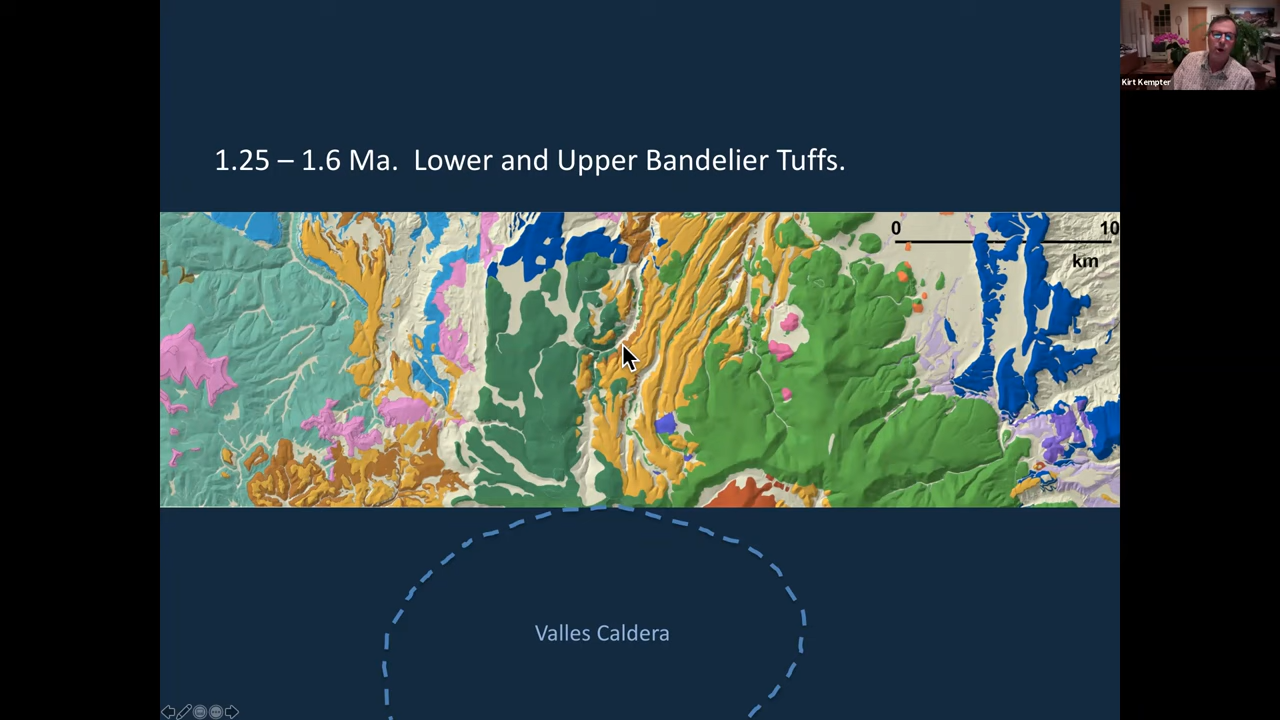 Kirt Kempter
1.25 – 1.6 Ma.  Lower and Upper Bandelier Tuffs.
0 10
km
Valles Caldera